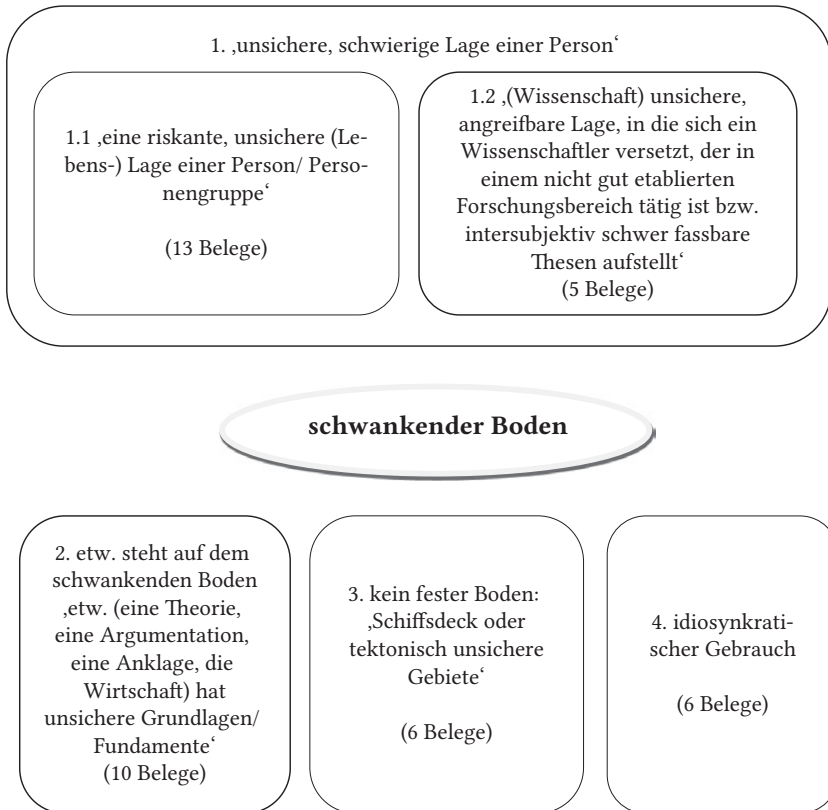 1. ‚unsichere, schwierige Lage einer Person‘
1.1 ‚eine riskante, unsichere (Le-
bens-) Lage einer Person/ Perso-
nengruppe‘
(13 Belege)
1.2 ‚(Wissenschaft) unsichere,
angreifbare Lage, in die sich ein
Wissenschaftler versetzt, der in
einem nicht gut etablierten
Forschungsbereich tätig ist bzw.
intersubjektiv schwer fassbare
Thesen aufstellt‘
(5 Belege)
schwankender Boden
2. etw. steht auf dem
schwankenden Boden
‚etw. (eine Theorie,
eine Argumentation,
eine Anklage, die
Wirtschaft) hat
unsichere Grundlagen/
Fundamente‘
(10 Belege)
3. kein fester Boden:
‚Schiffsdeck oder
tektonisch unsichere
Gebiete‘
(6 Belege)
4. idiosynkrati-
scher Gebrauch
(6 Belege)